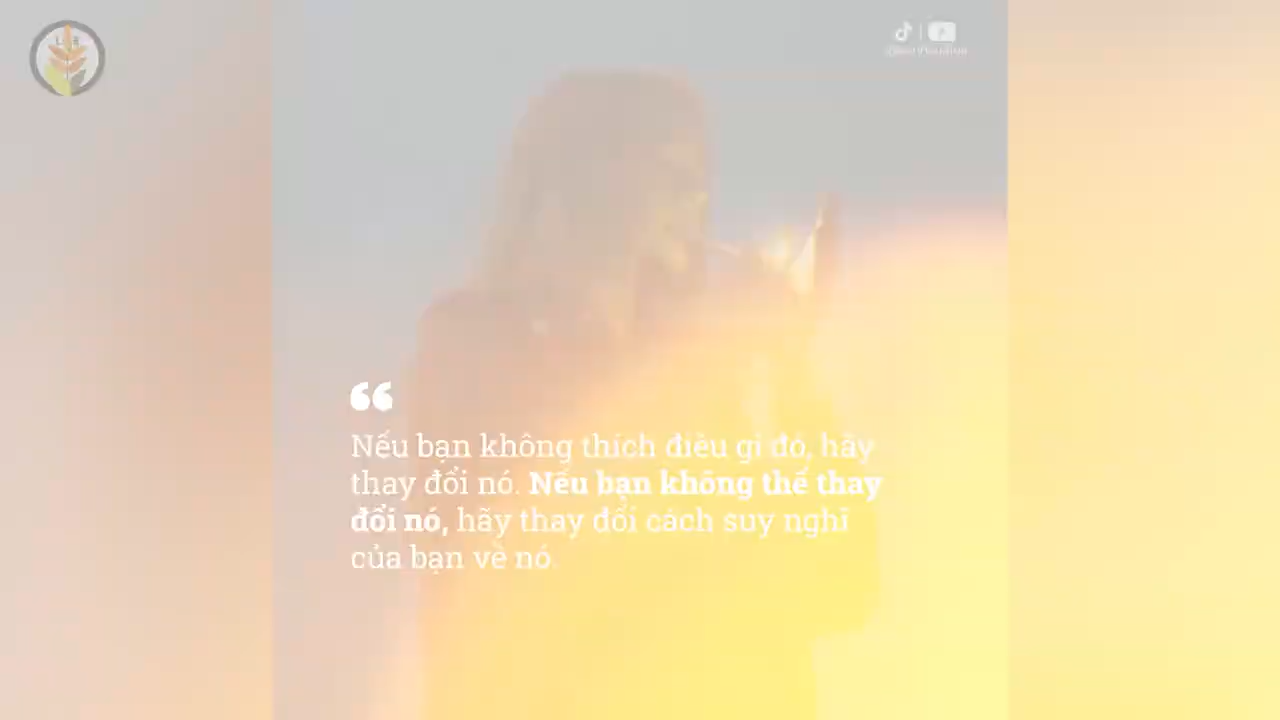 Nếu bạn không thích điều gì đó, hãy
thay đổi nó. Nếu bạn không thể thay
đổi nó, hãy thay đổi cách suy nghĩ
của bạn về nó.